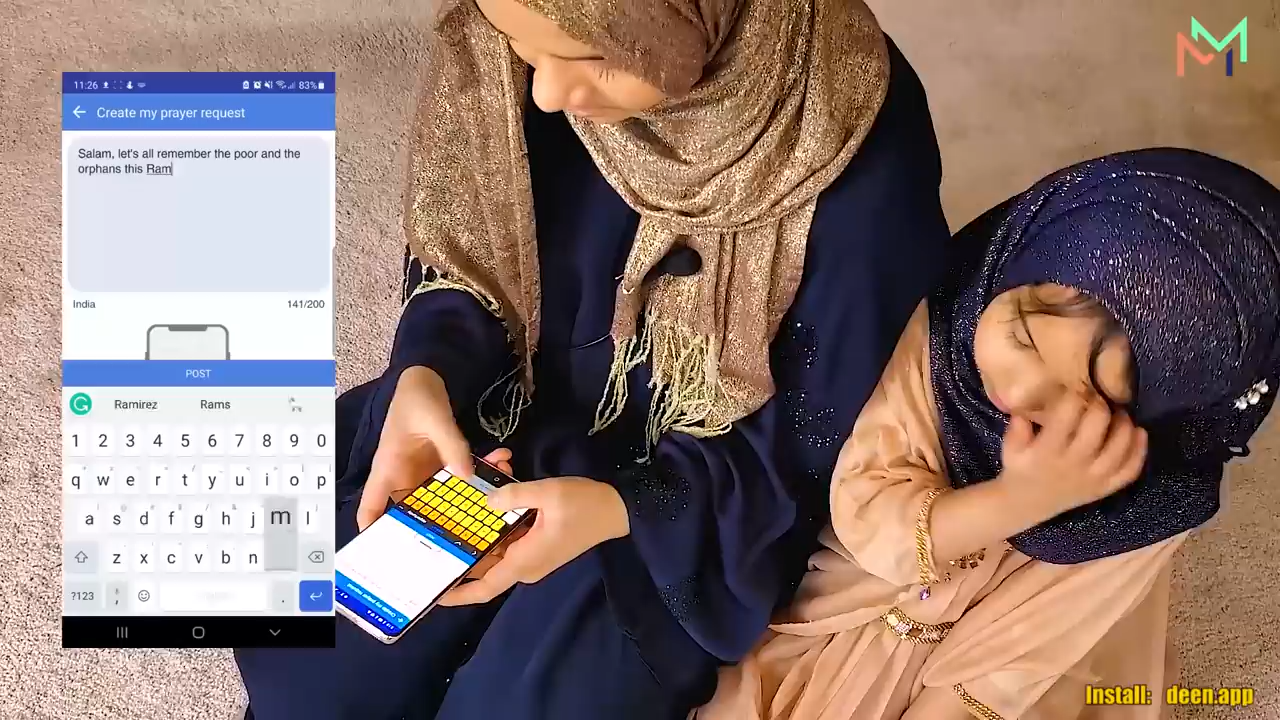 11:26
83%
Create my prayer request
Salam, let's all remember the poor and the
orphans this Ram
India 141/200
POST
Ramirez Rams
1 2 3 4 5 6 7 8 9 0
q w e r t y u i o p
a s d f g h j m l
z x c v b n
?123 , .
Install: deen.app